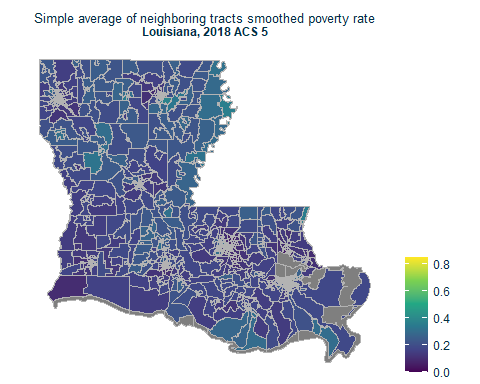 Simple average of neighboring tracts smoothed poverty rate
Louisiana, 2018 ACS 5
0.8
0.6
0.4
0.2
0.0